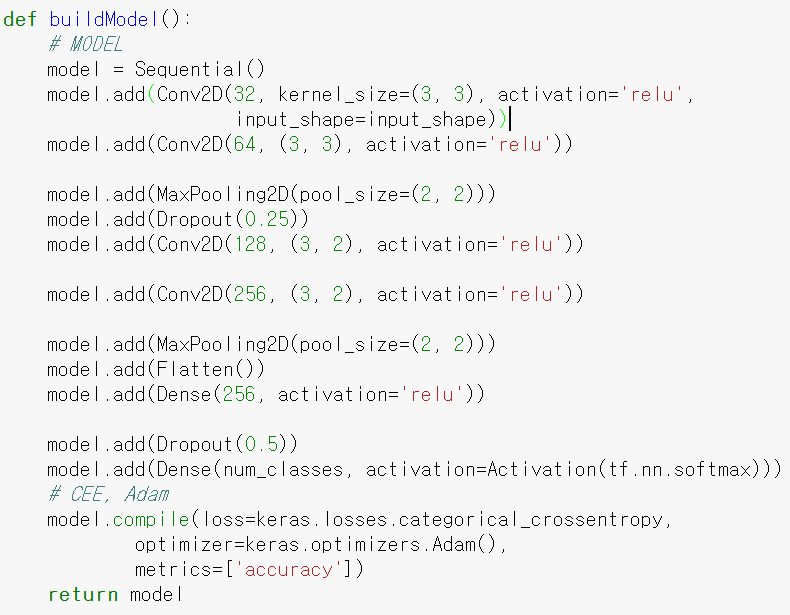 def buildModel():
    # MODEL
    model = Sequential()
    model.add(Conv2D(32, kernel_size=(3, 3), activation='relu',
                     input_shape=input_shape))
    model.add(Conv2D(64, (3, 3), activation='relu'))
    model.add(MaxPooling2D(pool_size=(2, 2)))
    model.add(Dropout(0.25))
    model.add(Conv2D(128, (3, 2), activation='relu'))
    model.add(Conv2D(256, (3, 2), activation='relu'))
    model.add(MaxPooling2D(pool_size=(2, 2)))
    model.add(Flatten())
    model.add(Dense(256, activation='relu'))
    model.add(Dropout(0.5))
    model.add(Dense(num_classes, activation=Activation(tf.nn.softmax)))
    # CEE, Adam
    model.compile(loss=keras.losses.categorical_crossentropy,
            optimizer=keras.optimizers.Adam(),
            metrics=['accuracy'])
    return model